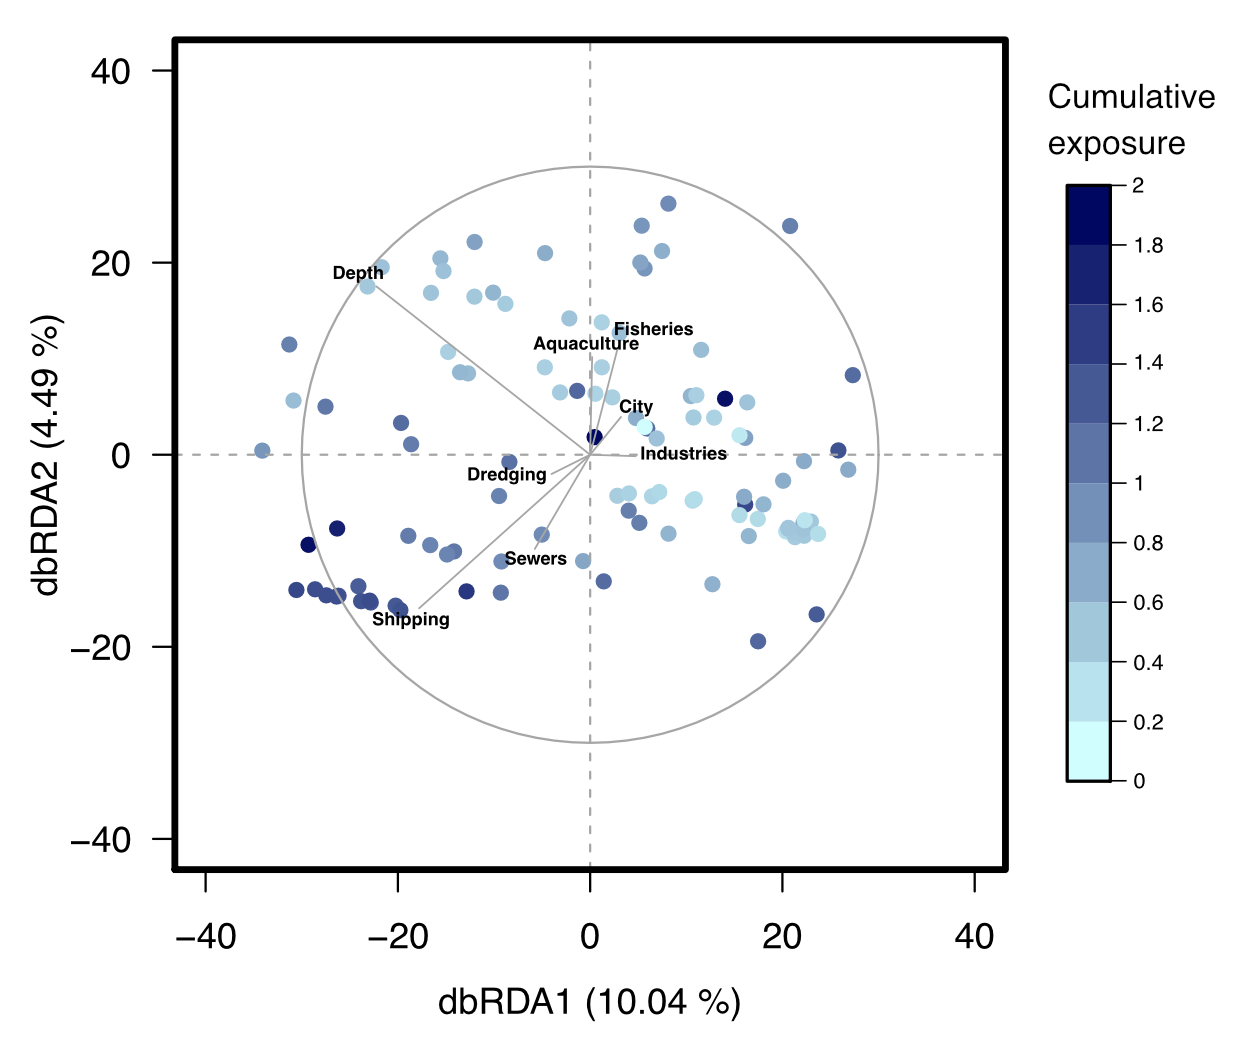 Cumulative
exposure
2
1.8
1.6
1.4
1.2
1
0.8
0.6
0.4
0.2
0
40
20
0
−20
−40
dbRDA2 (4.49 %)
Depth
Fisheries
Aquaculture
City
Industries
Dredging
Sewers
Shipping
−40
−20
0
20
40
dbRDA1 (10.04 %)